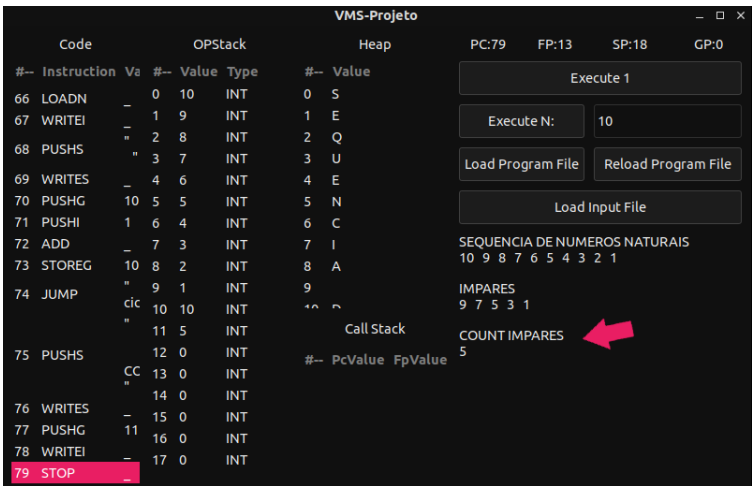 VMS-Projeto
Code
#-- Instruction Va
66 LOADN _
67 WRITEI _
68 PUSHS " "
69 WRITES _
70 PUSHG 10
71 PUSHI 1
72 ADD _
73 STOREG 10
74 JUMP " cic "
75 PUSHS CC "
76 WRITES _
77 PUSHG 11
78 WRITEI _
79 STOP _
OPStack
#-- Value Type
0 10 INT
1 9 INT
2 8 INT
3 7 INT
4 6 INT
5 5 INT
6 4 INT
7 3 INT
8 2 INT
9 1 INT
10 10 INT
11 5 INT
12 0 INT
13 0 INT
14 0 INT
15 0 INT
16 0 INT
17 0 INT
Heap
#-- Value
0 S
1 E
2 Q
3 U
4 E
5 N
6 C
7 I
8 A
9
Call Stack
#-- PcValue FpValue
PC:79 FP:13 SP:18 GP:0
Execute 1
Execute N: 10
Load Program File Reload Program File
Load Input File
SEQUENCIA DE NUMEROS NATURAIS
10 9 8 7 6 5 4 3 2 1
IMPARES
9 7 5 3 1
COUNT IMPARES
5